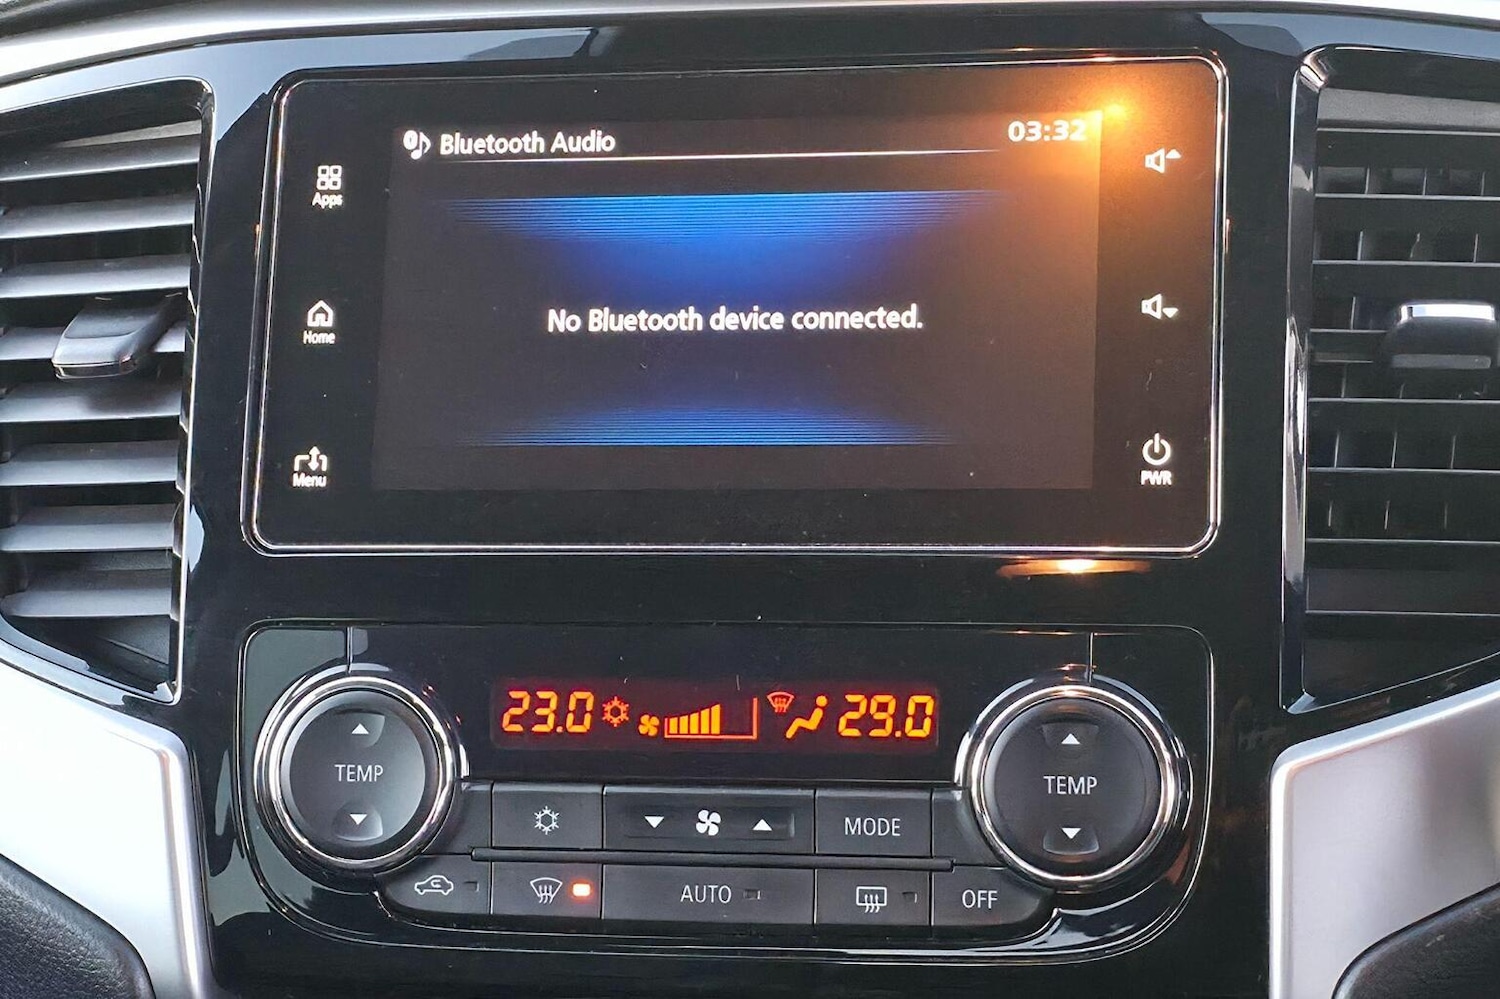 Bluetooth Audio
03:32
Apps
No Bluetooth device connected.
Home
Menu
PWR
23.0
29.0
TEMP
TEMP
MODE
AUTO
OFF